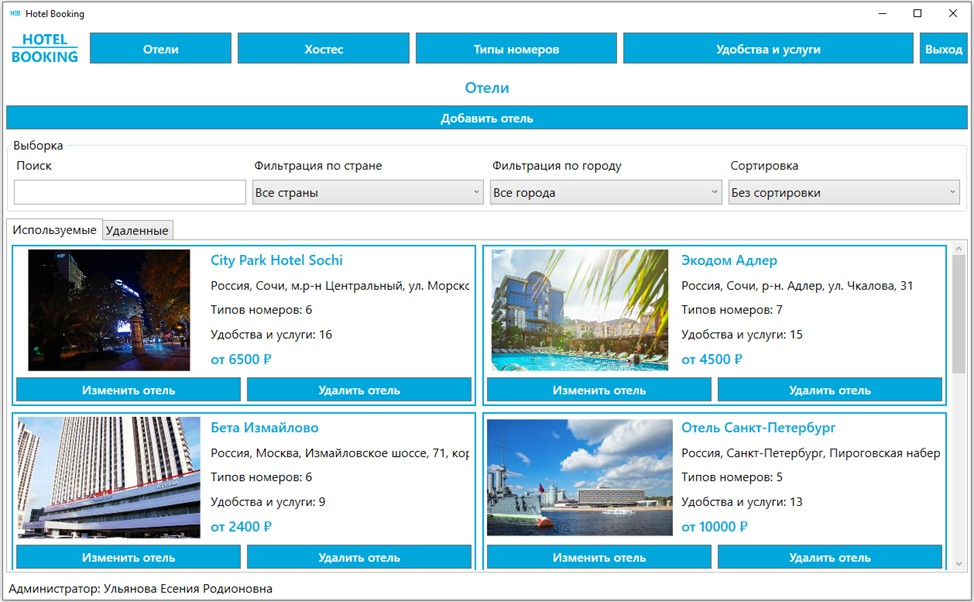 Hotel Booking
HOTEL
BOOKING
Отели
Хостес
Типы номеров
Удобства и услуги
Выход
Отели
Добавить отель
Выборка
Поиск
Фильтрация по стране
Фильтрация по городу
Сортировка
Все страны
Все города
Без сортировки
Используемые
Удаленные
City Park Hotel Sochi
Россия, Сочи, м.р-н Центральный, ул. Морско
Типов номеров: 6
Удобства и услуги: 16
от 6500 ₽
Изменить отель
Удалить отель
Экодом Адлер
Россия, Сочи, р-н. Адлер, ул. Чкалова, 31
Типов номеров: 7
Удобства и услуги: 15
от 4500 ₽
Изменить отель
Удалить отель
Бета Измайлово
Россия, Москва, Измайловское шоссе, 71, кор
Типов номеров: 6
Удобства и услуги: 9
от 2400 ₽
Изменить отель
Удалить отель
Отель Санкт-Петербург
Россия, Санкт-Петербург, Пироговская набер
Типов номеров: 5
Удобства и услуги: 13
от 10000 ₽
Изменить отель
Удалить отель
Администратор: Ульянова Есения Родионовна